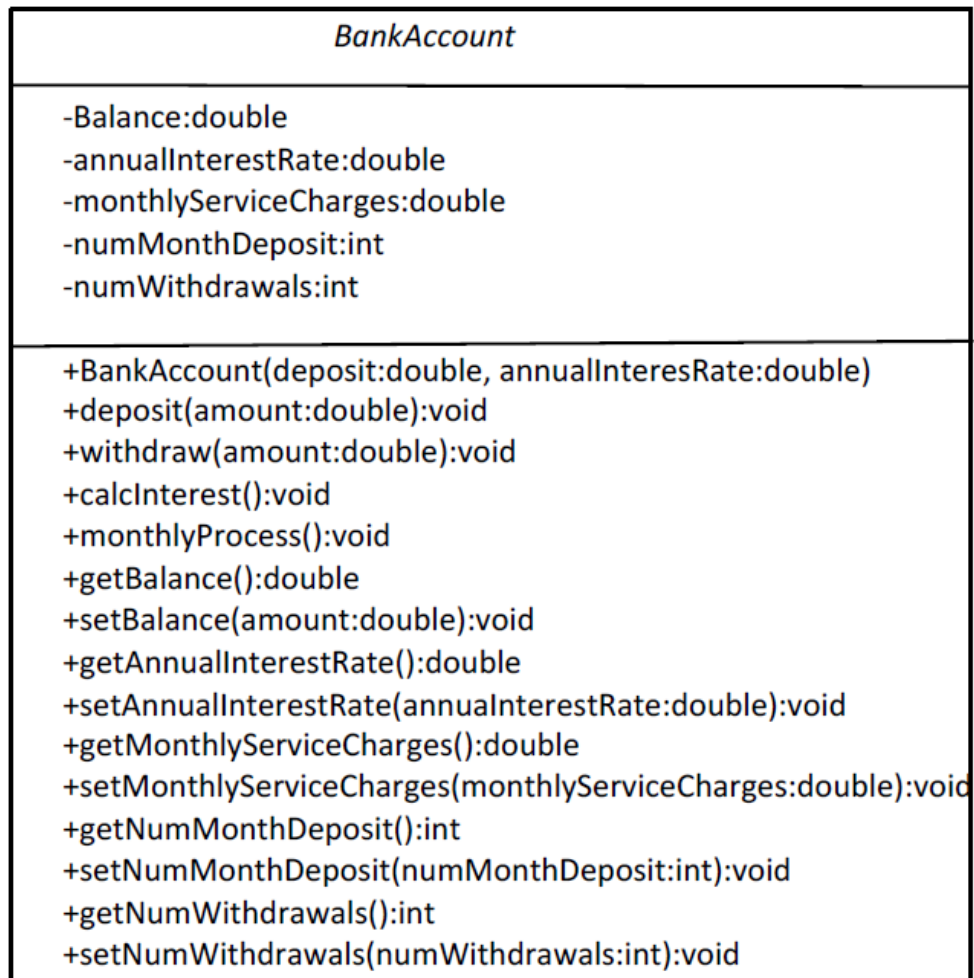 BankAccount
-Balance:double
-annualInterestRate:double
-monthlyServiceCharges:double
-numMonthDeposit:int
-numWithdrawals:int
+BankAccount(deposit:double, annualInteresRate:double)
+deposit(amount:double):void
+withdraw(amount:double):void
+calcInterest():void
+monthlyProcess():void
+getBalance():double
+setBalance(amount:double):void
+getAnnualInterestRate():double
+setAnnualInterestRate(annuaInterestRate:double):void
+getMonthlyServiceCharges():double
+setMonthlyServiceCharges(monthlyServiceCharges:double):void
+getNumMonthDeposit():int
+setNumMonthDeposit(numMonthDeposit:int):void
+getNumWithdrawals():int
+setNumWithdrawals(numWithdrawals:int):void